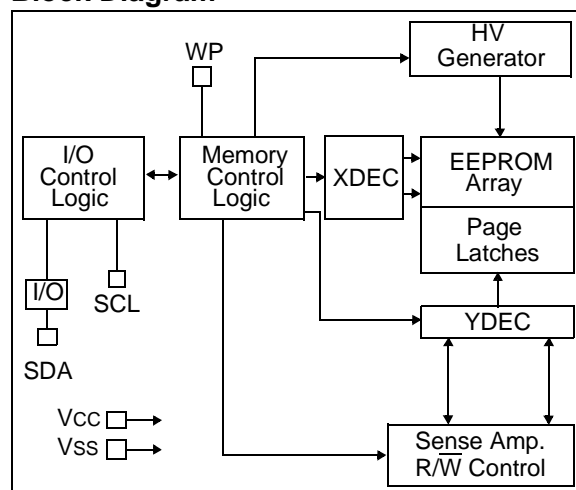 Block Diagram
HV
Generator
WP
I/O
Control
Logic
Memory
Control
Logic
XDEC
EEPROM
Array
Page
Latches
I/O
SCL
SDA
YDEC
VCC
VSS
Sense Amp.
R/W̅ Control